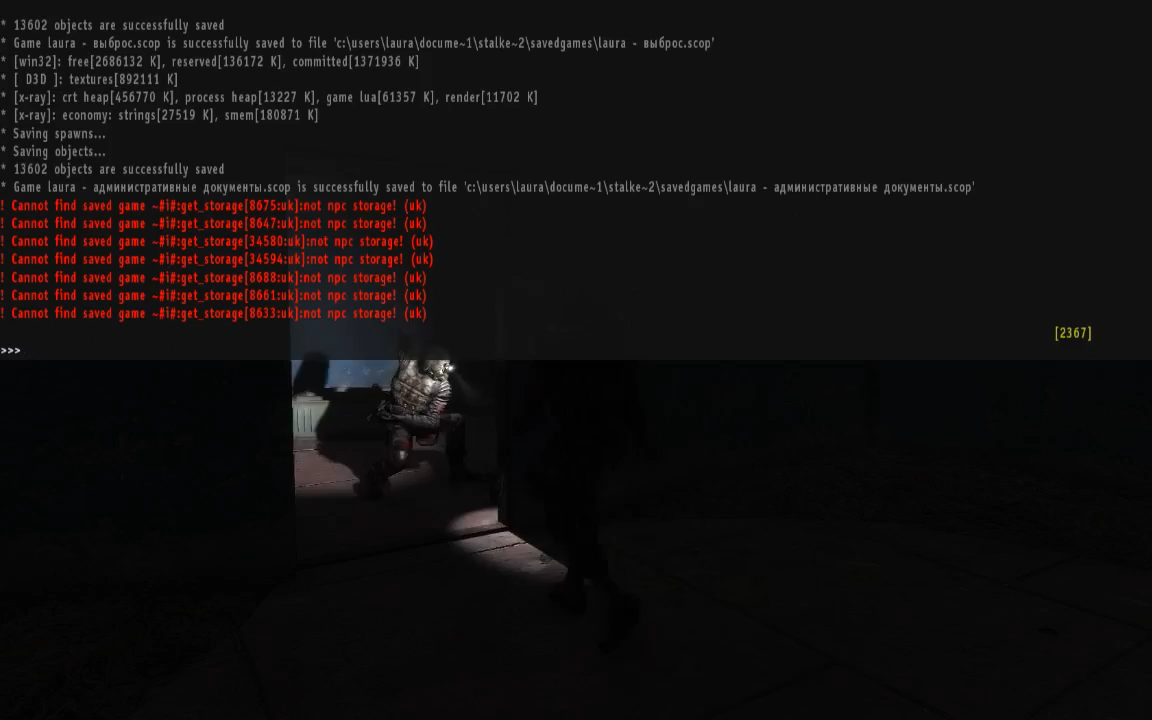 * 13602 objects are successfully saved
* Game laura - выброс.scop is successfully saved to file 'c:\users\laura\docume~1\stalke~2\savedgames\laura - выброс.scop'
* [win32]: free[2686132 K], reserved[136172 K], committed[1371936 K]
* [ D3D ]: textures[892111 K]
* [x-ray]: crt heap[456770 K], process heap[13227 K], game lua[61357 K], render[11702 K]
* [x-ray]: economy: strings[27519 K], smem[180871 K]
* Saving spawns...
* Saving objects...
* 13602 objects are successfully saved
* Game laura - административные документы.scop is successfully saved to file 'c:\users\laura\docume~1\stalke~2\savedgames\laura - административные документы.scop'
! Cannot find saved game ~#i#:get_storage[8675:uk]:not npc storage! (uk)
! Cannot find saved game ~#i#:get_storage[8647:uk]:not npc storage! (uk)
! Cannot find saved game ~#i#:get_storage[34580:uk]:not npc storage! (uk)
! Cannot find saved game ~#i#:get_storage[34594:uk]:not npc storage! (uk)
! Cannot find saved game ~#i#:get_storage[8688:uk]:not npc storage! (uk)
! Cannot find saved game ~#i#:get_storage[8661:uk]:not npc storage! (uk)
! Cannot find saved game ~#i#:get_storage[8633:uk]:not npc storage! (uk)
[2367]
>>>